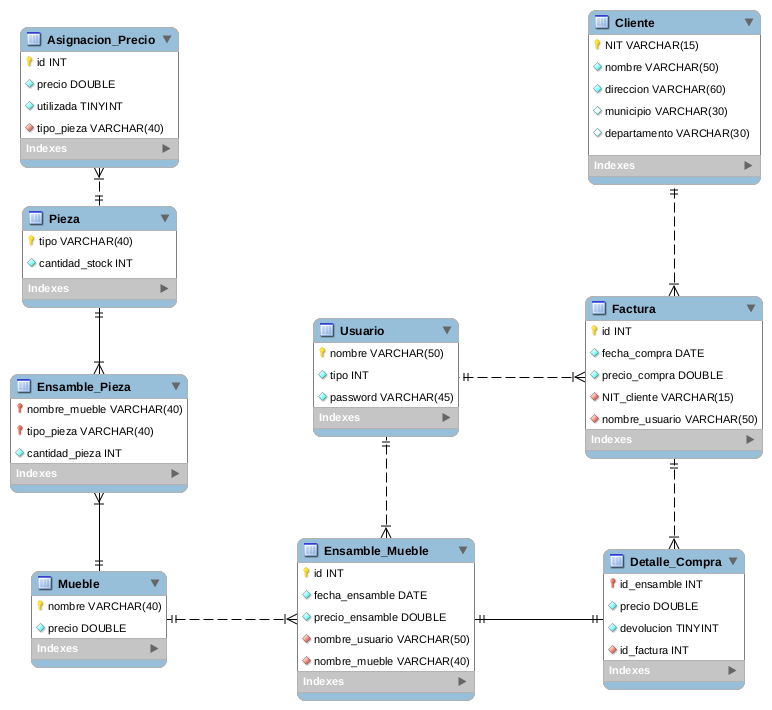 Asignacion_Precio
id INT
precio DOUBLE
utilizada TINYINT
tipo_pieza VARCHAR(40)
Indexes
Pieza
tipo VARCHAR(40)
cantidad_stock INT
Indexes
Ensamble_Pieza
nombre_mueble VARCHAR(40)
tipo_pieza VARCHAR(40)
cantidad_pieza INT
Indexes
Mueble
nombre VARCHAR(40)
precio DOUBLE
Indexes
Usuario
nombre VARCHAR(50)
tipo INT
password VARCHAR(45)
Indexes
Ensamble_Mueble
id INT
fecha_ensamble DATE
precio_ensamble DOUBLE
nombre_usuario VARCHAR(50)
nombre_mueble VARCHAR(40)
Indexes
Cliente
NIT VARCHAR(15)
nombre VARCHAR(50)
direccion VARCHAR(60)
municipio VARCHAR(30)
departamento VARCHAR(30)
Indexes
Factura
id INT
fecha_compra DATE
precio_compra DOUBLE
NIT_cliente VARCHAR(15)
nombre_usuario VARCHAR(50)
Indexes
Detalle_Compra
id_ensamble INT
precio DOUBLE
devolucion TINYINT
id_factura INT
Indexes